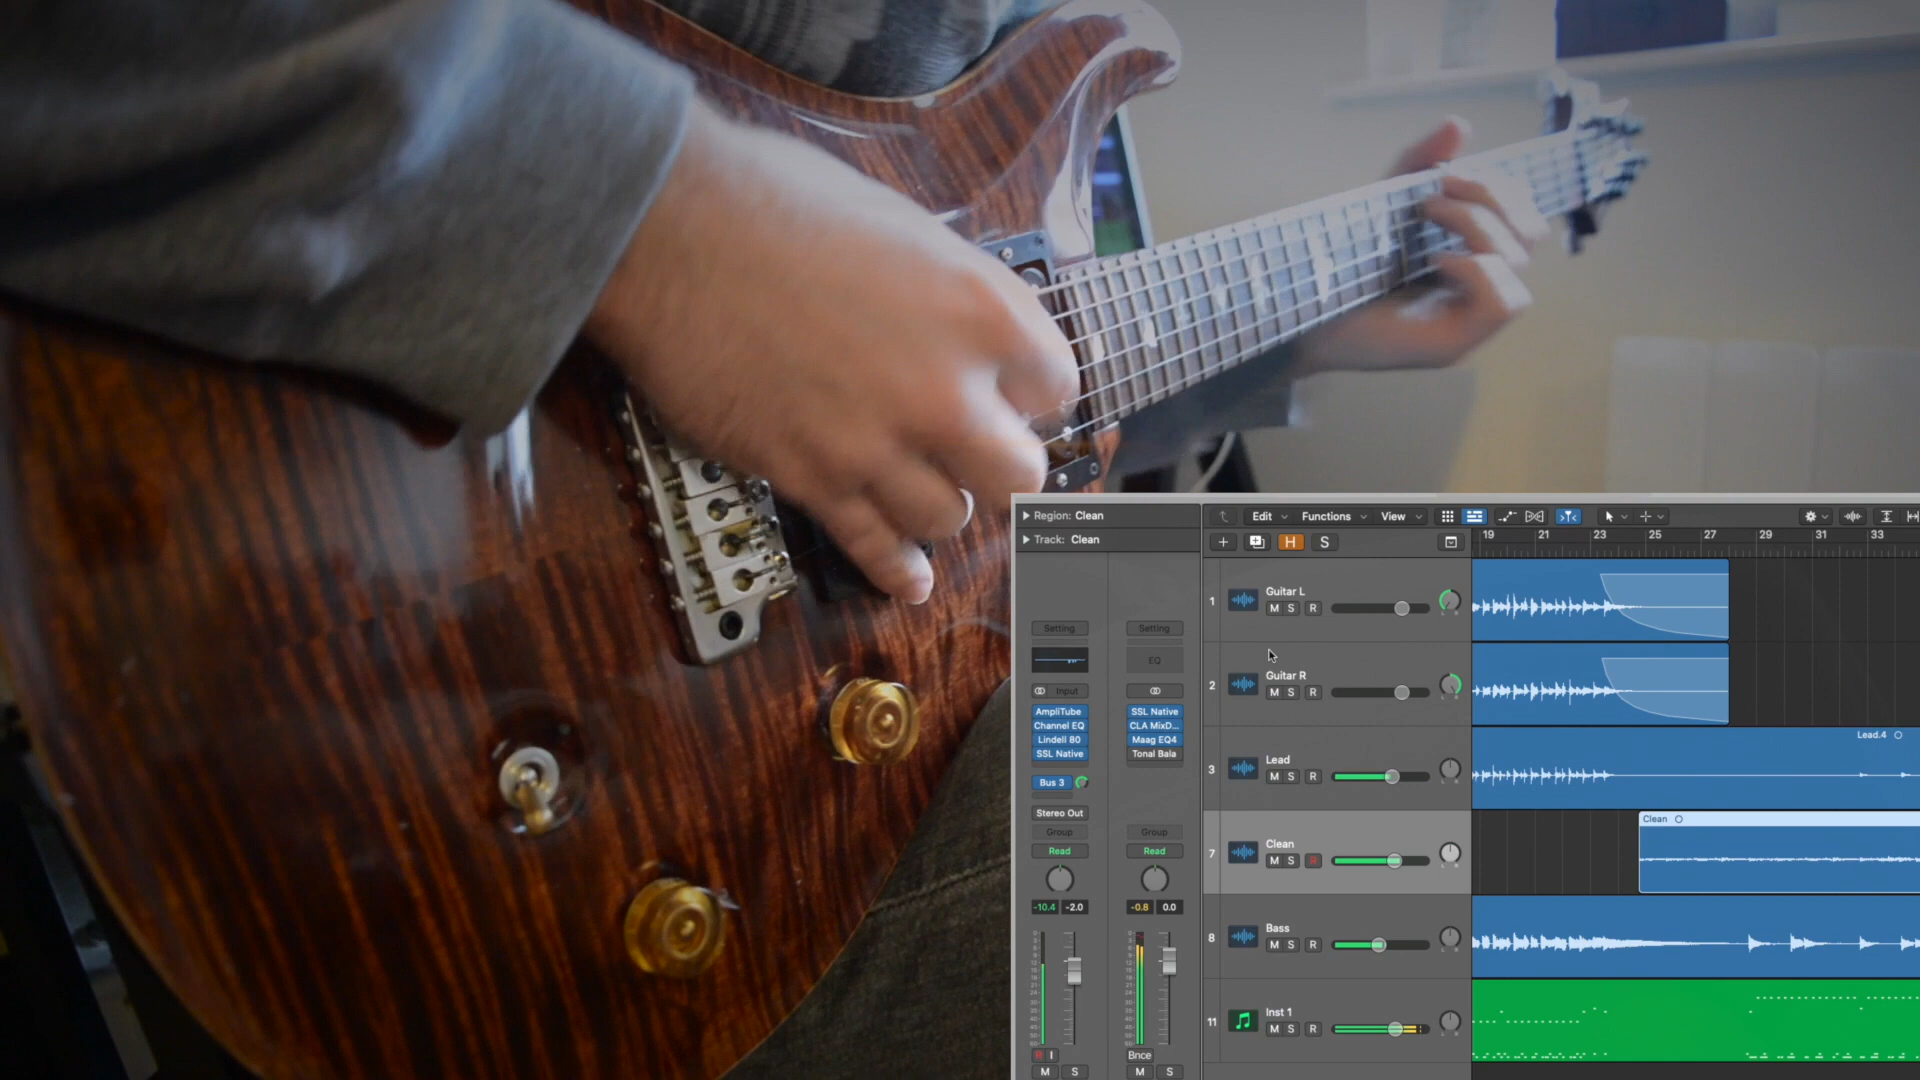 Region: Clean
Track: Clean
Edit Functions View
+ H S
19 21 23 25 27 29 31 33
Setting Setting
EQ
Input
AmpliTube SSL Native
Channel EQ CLA MixD...
Lindell 80 Maag EQ4
SSL Native Tonal Bala
Bus 3
Stereo Out
Group Group
Read Read
-10.4 -2.0 -0.8 0.0
R I Bnce
M S M S
1 Guitar L
M S R
2 Guitar R
M S R
3 Lead
M S R
Lead.4
7 Clean
M S R
Clean
8 Bass
M S R
11 Inst 1
M S R